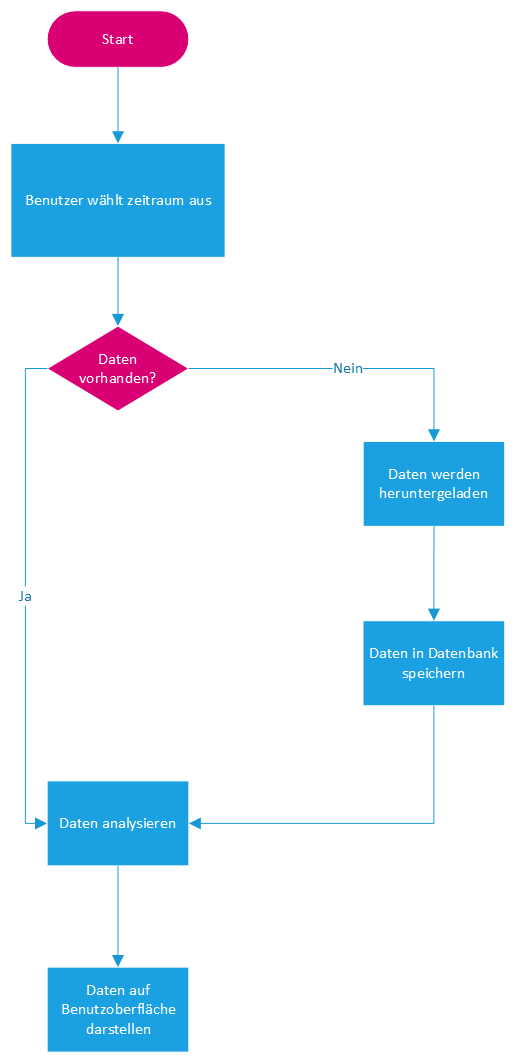 Start
Benutzer wählt zeitraum aus
Daten
vorhanden?
Nein
Daten werden
heruntergeladen
Ja
Daten in Datenbank
speichern
Daten analysieren
Daten auf
Benutzoberfläche
darstellen